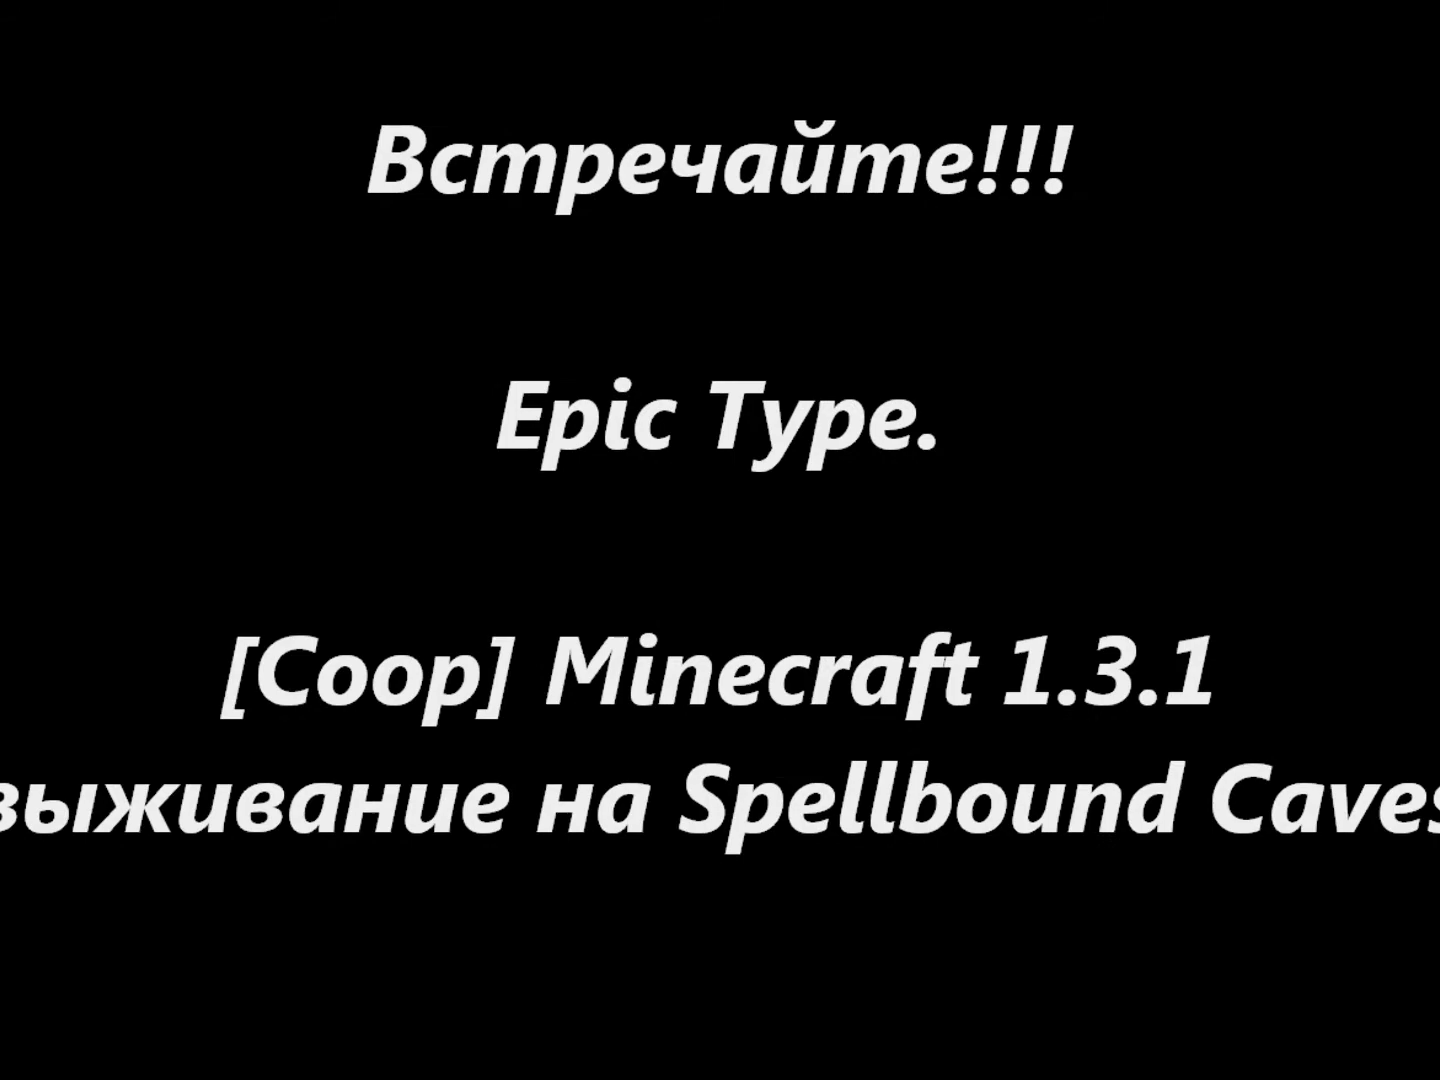 Встречайте!!!
Epic Type.
[Coop] Minecraft 1.3.1
выживание на Spellbound Caves